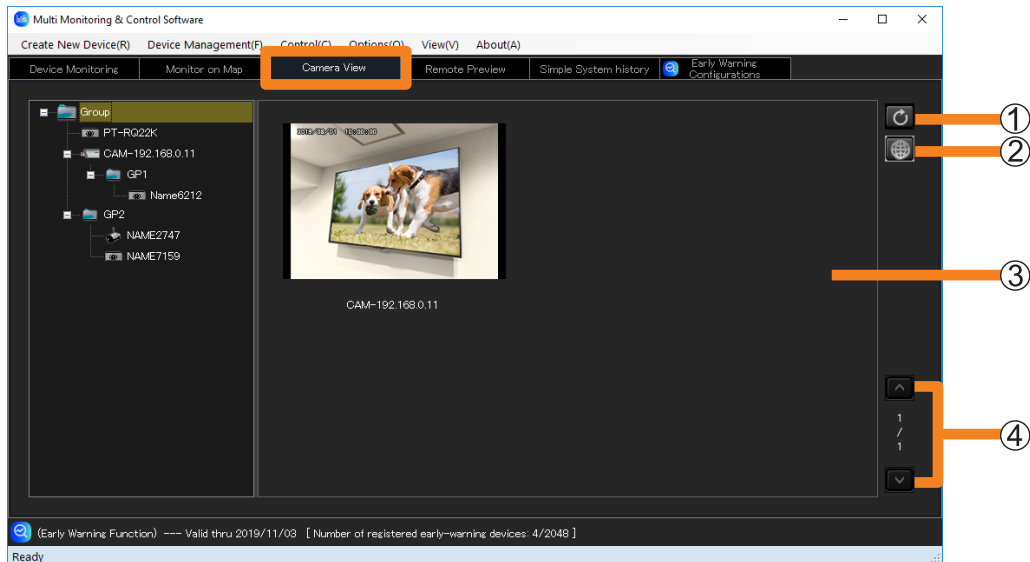 Multi Monitoring & Control Software
Create New Device(R) Device Management(F) Control(C) Options(O) View(V) About(A)
Device Monitoring Monitor on Map Camera View Remote Preview Simple System history Early Warning Configurations
Group
PT-RQ22K
CAM-192.168.0.11
GP1
Name6212
GP2
NAME2747
NAME7159
CAM-192.168.0.11
1
2
3
1
/
1
4
(Early Warning Function) --- Valid thru 2019/11/03 [ Number of registered early-warning devices: 4/2048 ]
Ready